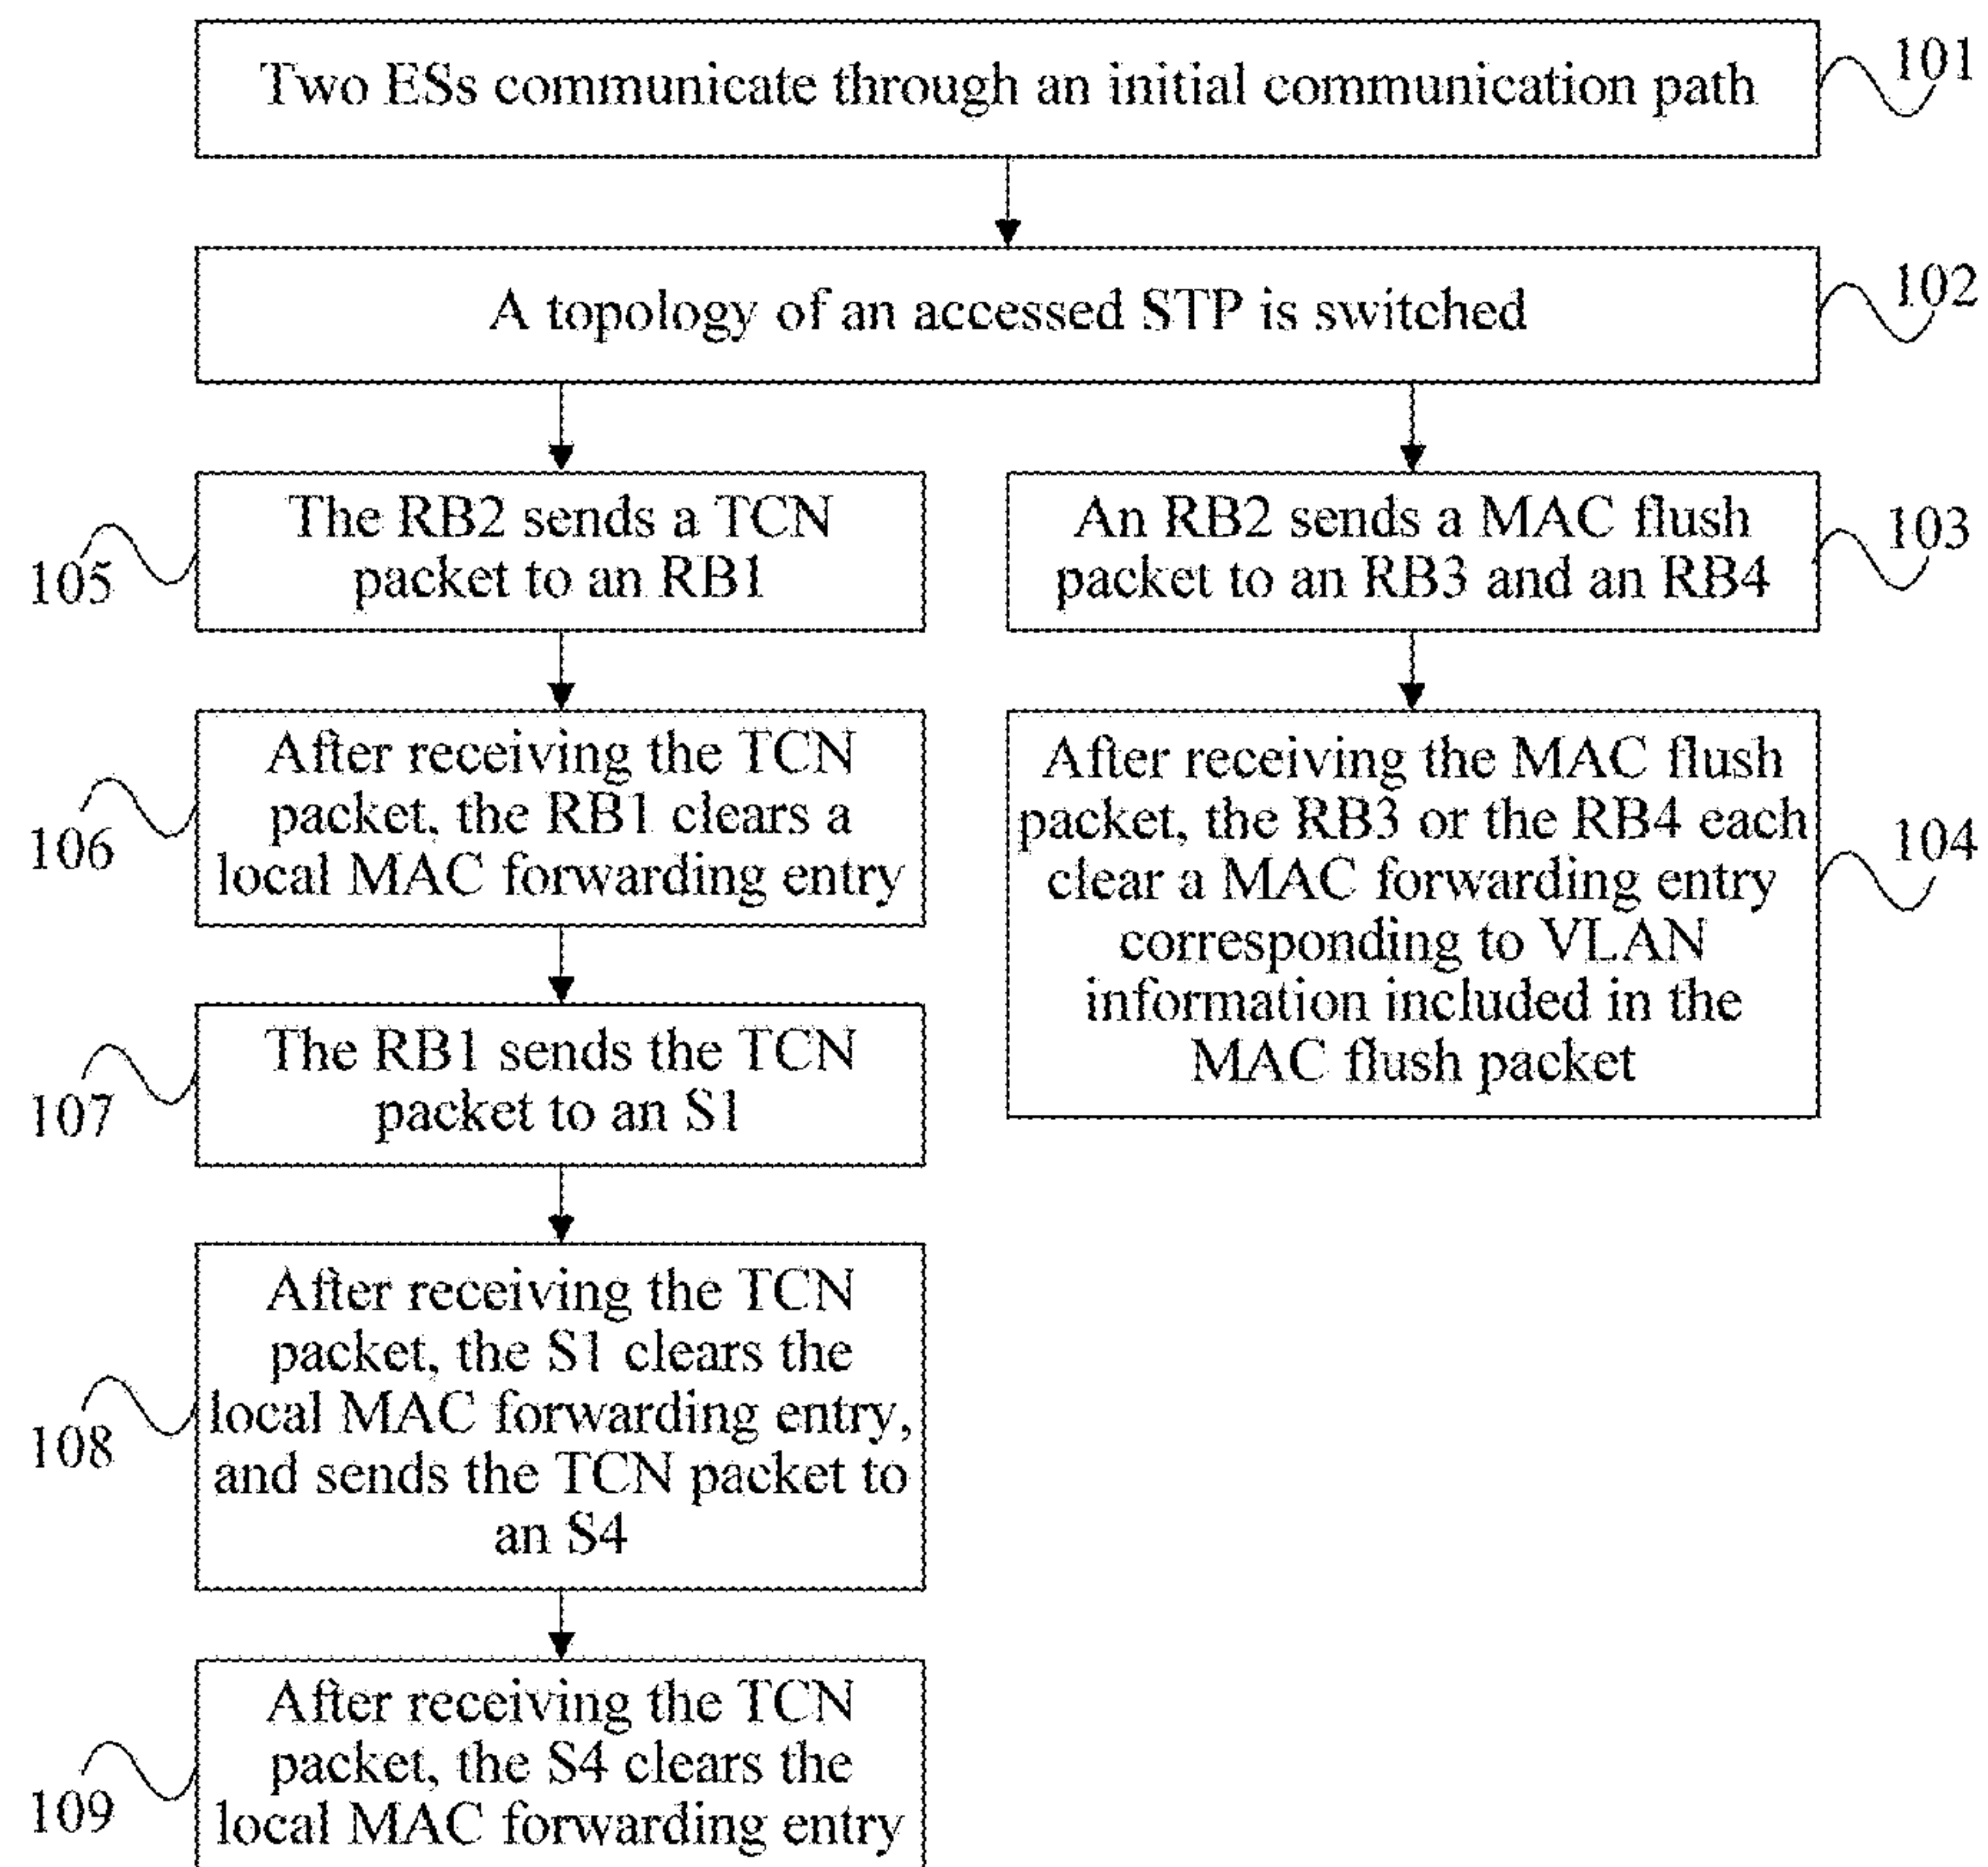 Two ESs communicate through an initial communication path
101
A topology of an accessed STP is switched
102
The RB2 sends a TCN
packet to an RB1
105
An RB2 sends a MAC flush
packet to an RB3 and an RB4
103
After receiving the TCN
packet, the RB1 clears a
local MAC forwarding entry
106
After receiving the MAC flush
packet, the RB3 or the RB4 each
clear a MAC forwarding entry
corresponding to VLAN
information included in the
MAC flush packet
104
The RB1 sends the TCN
packet to an S1
107
After receiving the TCN
packet, the S1 clears the
local MAC forwarding entry,
and sends the TCN packet to
an S4
108
After receiving the TCN
packet, the S4 clears the
local MAC forwarding entry
109